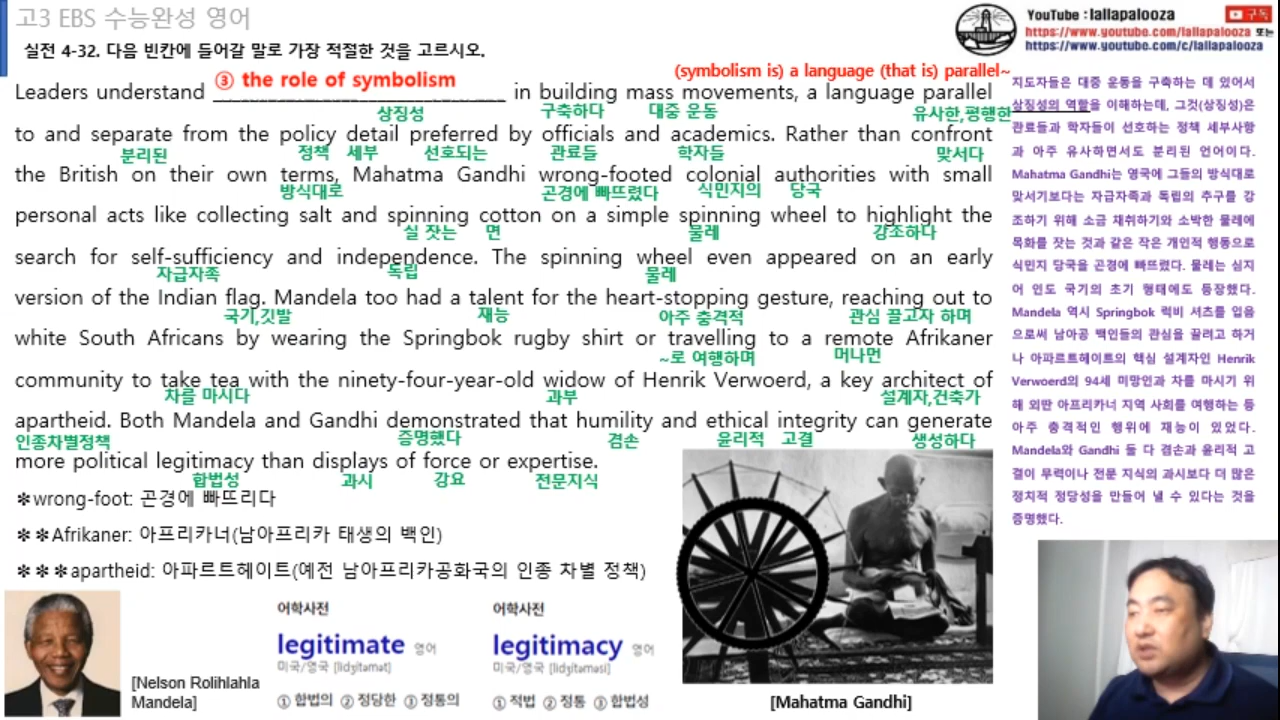 고3 EBS 수능완성 영어
실전 4-32. 다음 빈칸에 들어갈 말로 가장 적절한 것을 고르시오.
YouTube : lallapalooza
구독
https://www.youtube.com/lallapalooza 또는
https://www.youtube.com/c/lallapalooza
③ the role of symbolism
(symbolism is) a language (that is) parallel~
Leaders understand ________ in building mass movements, a language parallel
상징성 구축하다 대중 운동 유사한,평행한
to and separate from the policy detail preferred by officials and academics. Rather than confront
분리된 정책 세부 선호되는 관료들 학자들 맞서다
the British on their own terms, Mahatma Gandhi wrong-footed colonial authorities with small
방식대로 곤경에 빠뜨렸다 식민지의 당국
personal acts like collecting salt and spinning cotton on a simple spinning wheel to highlight the
실 잣는 면 물레 강조하다
search for self-sufficiency and independence. The spinning wheel even appeared on an early
자급자족 독립 물레
version of the Indian flag. Mandela too had a talent for the heart-stopping gesture, reaching out to
국기,깃발 재능 아주 충격적 관심 끌고자 하며
white South Africans by wearing the Springbok rugby shirt or travelling to a remote Afrikaner
~로 여행하며 머나먼
community to take tea with the ninety-four-year-old widow of Henrik Verwoerd, a key architect of
차를 마시다 과부 설계자,건축가
apartheid. Both Mandela and Gandhi demonstrated that humility and ethical integrity can generate
인종차별정책 증명했다 겸손 윤리적 고결 생성하다
more political legitimacy than displays of force or expertise.
합법성 과시 강요 전문지식
✻wrong-foot: 곤경에 빠뜨리다
✻✻Afrikaner: 아프리카너(남아프리카 태생의 백인)
✻✻✻apartheid: 아파르트헤이트(예전 남아프리카공화국의 인종 차별 정책)
지도자들은 대중 운동을 구축하는 데 있어서
상징성의 역할을 이해하는데, 그것(상징성)은
관료들과 학자들이 선호하는 정책 세부사항
과 아주 유사하면서도 분리된 언어이다.
Mahatma Gandhi는 영국에 그들의 방식대로
맞서기보다는 자급자족과 독립의 추구를 강
조하기 위해 소금 채취하기와 소박한 물레에
목화를 잣는 것과 같은 작은 개인적 행동으로
식민지 당국을 곤경에 빠뜨렸다. 물레는 심지
어 인도 국기의 초기 형태에도 등장했다.
Mandela 역시 Springbok 럭비 셔츠를 입음
으로써 남아공 백인들의 관심을 끌려고 하거
나 아파르트헤이트의 핵심 설계자인 Henrik
Verwoerd의 94세 미망인과 차를 마시기 위
해 외딴 아프리카너 지역 사회를 여행하는 등
아주 충격적인 행위에 재능이 있었다.
Mandela와 Gandhi 둘 다 겸손과 윤리적 고
결이 무력이나 전문 지식의 과시보다 더 많은
정치적 정당성을 만들어 낼 수 있다는 것을
증명했다.
[Nelson Rolihlahla
Mandela]
어학사전
legitimate 영어
미국/영국 [lɪdʒítəmət]
① 합법의 ② 정당한 ③ 정통의
어학사전
legitimacy 영어
미국/영국 [lɪdʒítəməsi]
① 적법 ② 정통 ③ 합법성
[Mahatma Gandhi]